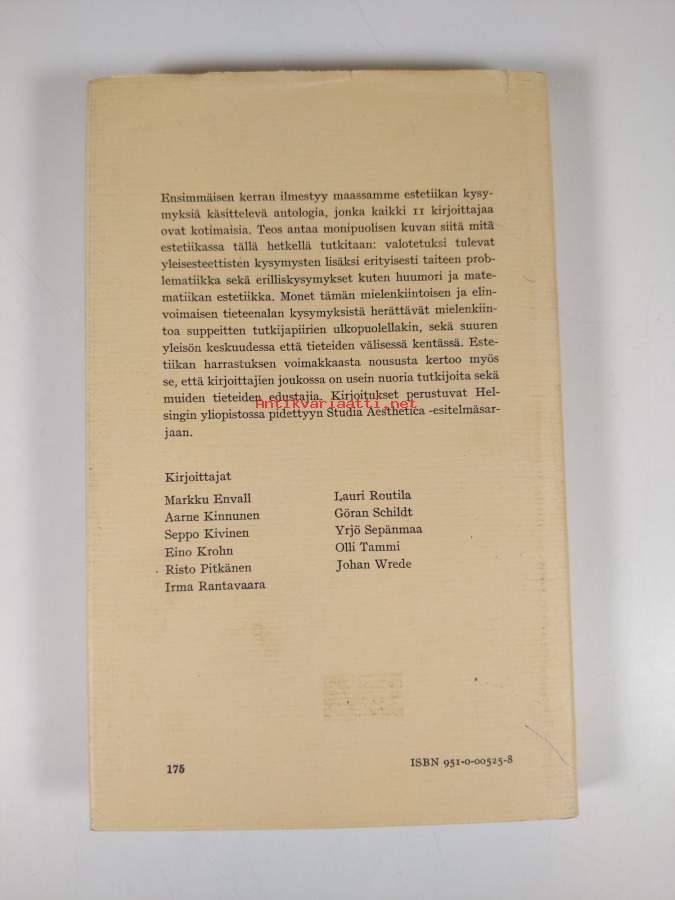 Ensimmäisen kerran ilmestyy maassamme estetiikan kysy-
myksiä käsittelevä antologia, jonka kaikki 11 kirjoittajaa
ovat kotimaisia. Teos antaa monipuolisen kuvan siitä mitä
estetiikassa tällä hetkellä tutkitaan: valotetuksi tulevat
yleisesteettisten kysymysten lisäksi erityisesti taiteen prob-
lematiikka sekä erilliskysymykset kuten huumori ja mate-
matiikan estetiikka. Monet tämän mielenkiintoisen ja elin-
voimaisen tieteenalan kysymyksistä herättävät mielenkiin-
toa suppeitten tutkijapiirien ulkopuolellakin, sekä suuren
yleisön keskuudessa että tieteiden välisessä kentässä. Este-
tiikan harrastuksen voimakkaasta noususta kertoo myös
se, että kirjoittajien joukossa on usein nuoria tutkijoita sekä
muiden tieteiden edustajia. Kirjoitukset perustuvat Hel-
Antikvariaatti.net
singin yliopistossa pidettyyn Studia Aesthetica -esitelmäsar-
jaan.
Kirjoittajat
Markku Envall
Aarne Kinnunen
Seppo Kivinen
Eino Krohn
Risto Pitkänen
Irma Rantavaara
Lauri Routila
Göran Schildt
Yrjö Sepänmaa
Olli Tammi
Johan Wrede
175
ISBN 951-0-00525-8